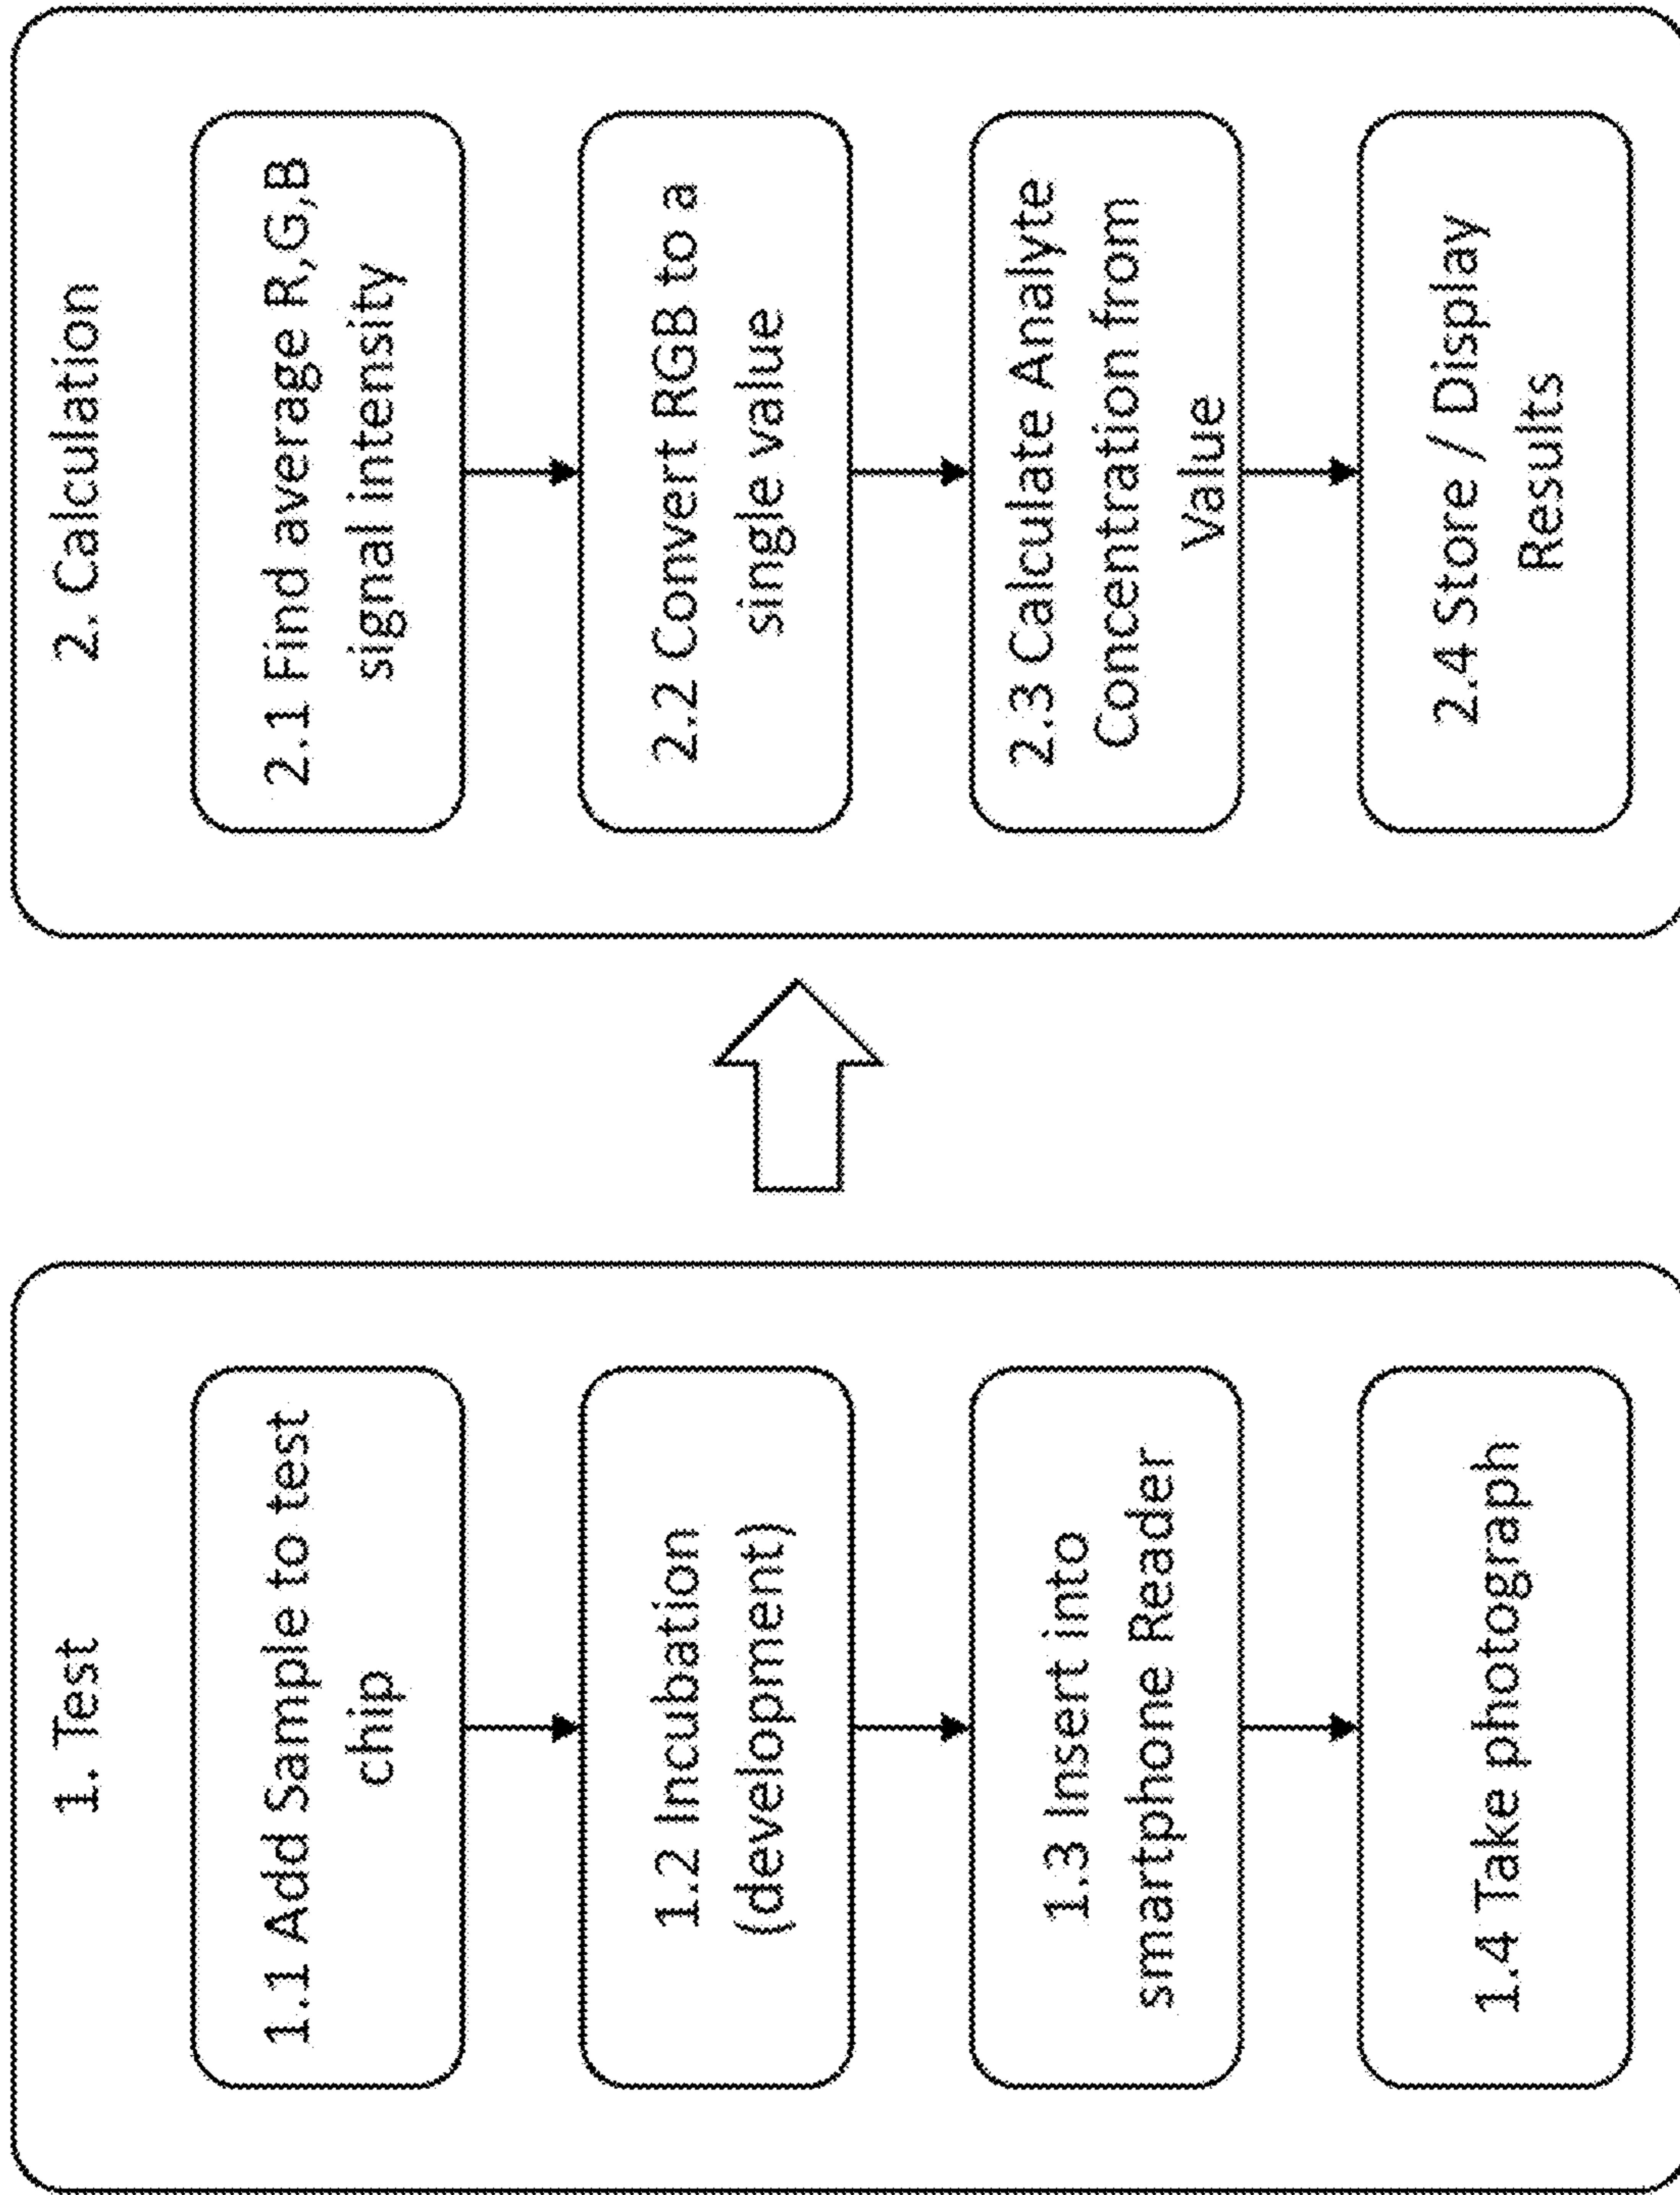 1. Test
1.1 Add Sample to test
chip
1.2 Incubation
(development)
1.3 Insert into
smartphone Reader
1.4 Take photograph
2. Calculation
2.1 Find average R,G,B
signal intensity
2.2 Convert RGB to a
single value
2.3 Calculate Analyte
Concentration from
Value
2.4 Store / Display
Results